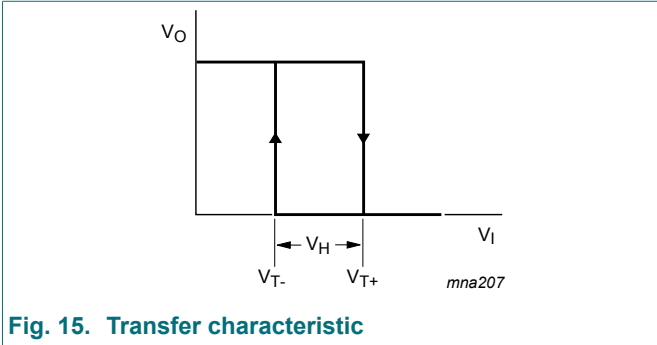 VO
VH
VI
VT-
VT+
mna207
Fig. 15. Transfer characteristic